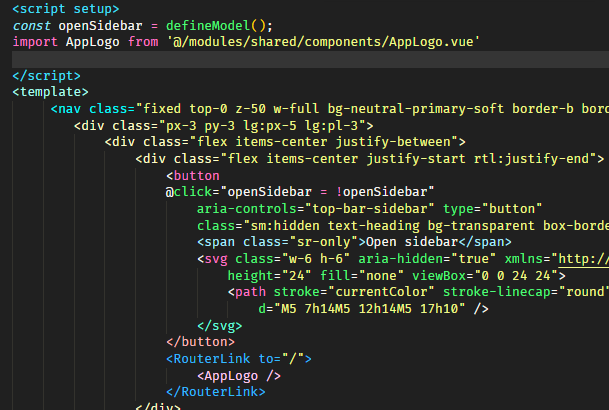 <script setup>
const openSidebar = defineModel();
import AppLogo from '@/modules/shared/components/AppLogo.vue'
</script>
<template>
<nav class="fixed top-0 z-50 w-full bg-neutral-primary-soft border-b bord
<div class="px-3 py-3 lg:px-5 lg:pl-3">
<div class="flex items-center justify-between">
<div class="flex items-center justify-start rtl:justify-end">
<button
@click="openSidebar = !openSidebar"
aria-controls="top-bar-sidebar" type="button"
class="sm:hidden text-heading bg-transparent box-borde
<span class="sr-only">Open sidebar</span>
<svg class="w-6 h-6" aria-hidden="true" xmlns="http://
height="24" fill="none" viewBox="0 0 24 24">
<path stroke="currentColor" stroke-linecap="round"
d="M5 7h14M5 12h14M5 17h10" />
</svg>
</button>
<RouterLink to="/">
<AppLogo />
</RouterLink>
</div>